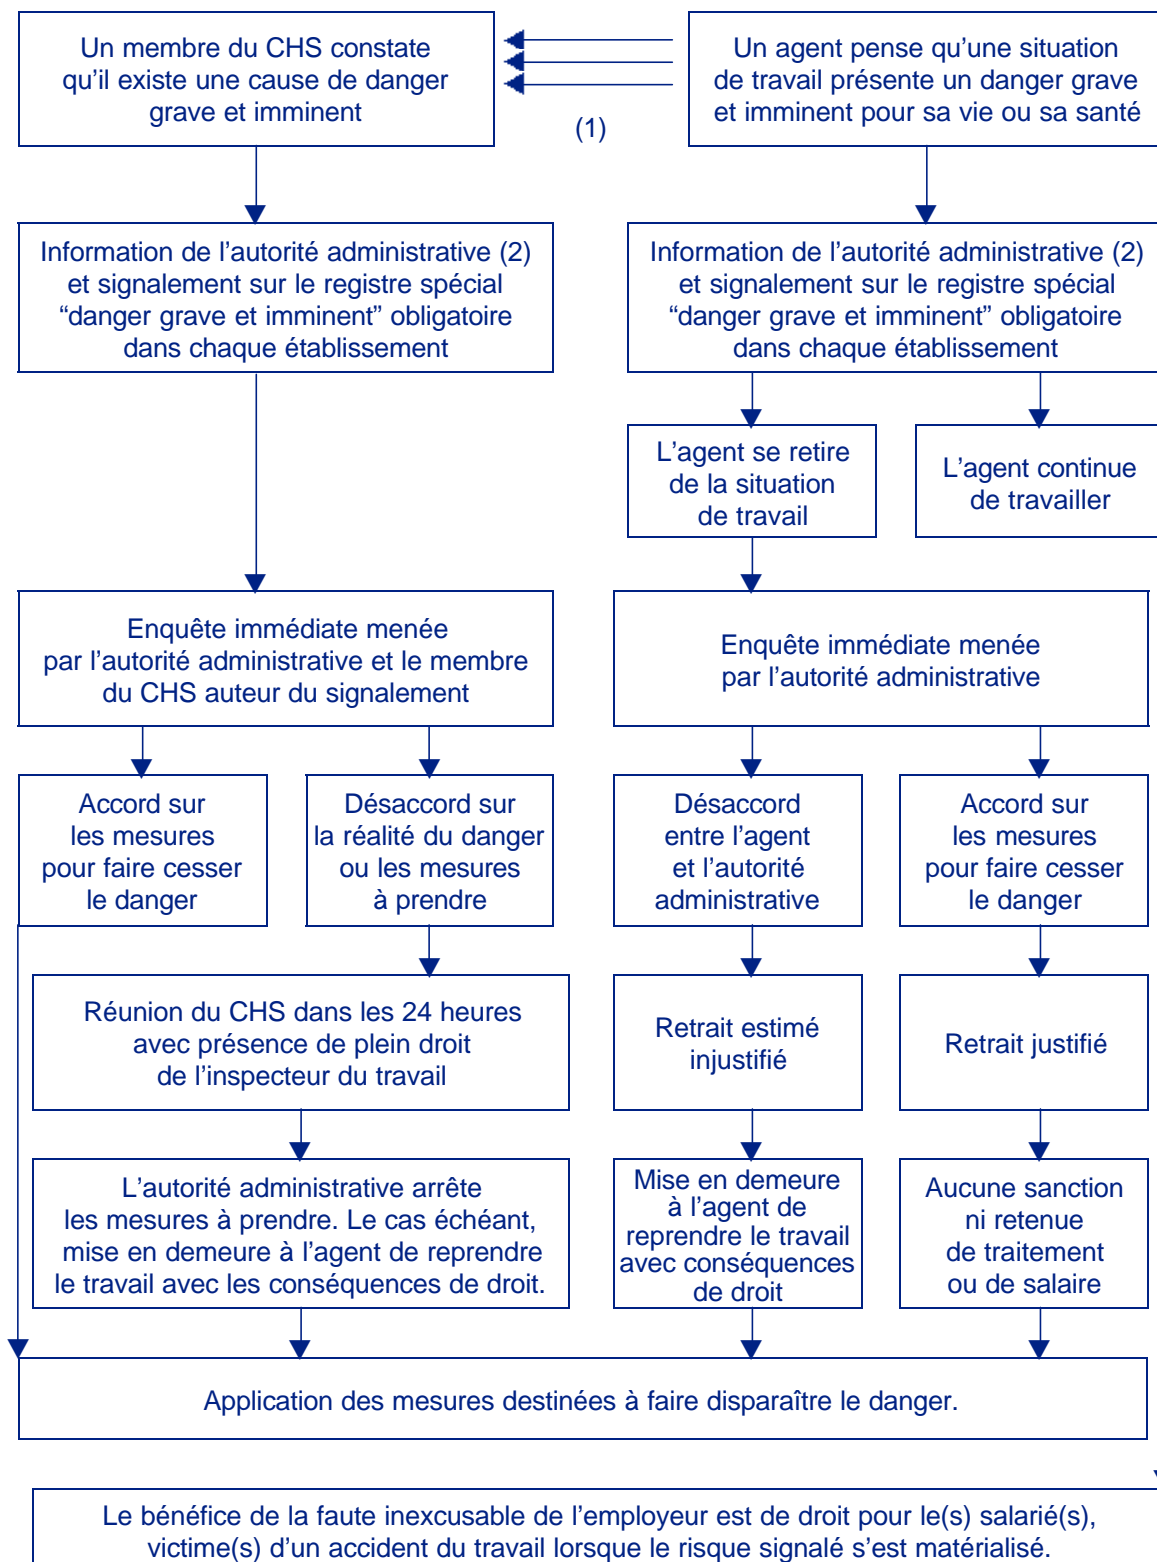 Un membre du CHS constate
qu’il existe une cause de danger
grave et imminent
(1)
Un agent pense qu’une situation
de travail présente un danger grave
et imminent pour sa vie ou sa santé
Information de l’autorité administrative (2)
et signalement sur le registre spécial
“danger grave et imminent” obligatoire
dans chaque établissement
Information de l’autorité administrative (2)
et signalement sur le registre spécial
“danger grave et imminent” obligatoire
dans chaque établissement
L’agent se retire
de la situation
de travail
L’agent continue
de travailler
Enquête immédiate menée
par l’autorité administrative et le membre
du CHS auteur du signalement
Enquête immédiate menée
par l’autorité administrative
Accord sur
les mesures
pour faire cesser
le danger
Désaccord sur
la réalité du danger
ou les mesures
à prendre
Désaccord
entre l’agent
et l’autorité
administrative
Accord sur
les mesures
pour faire cesser
le danger
Réunion du CHS dans les 24 heures
avec présence de plein droit
de l’inspecteur du travail
Retrait estimé
injustifié
Retrait justifié
L’autorité administrative arrête
les mesures à prendre. Le cas échéant,
mise en demeure à l’agent de reprendre
le travail avec les conséquences de droit.
Mise en demeure
à l’agent de
reprendre le travail
avec conséquences
de droit
Aucune sanction
ni retenue
de traitement
ou de salaire
Application des mesures destinées à faire disparaître le danger.
Le bénéfice de la faute inexcusable de l’employeur est de droit pour le(s) salarié(s),
victime(s) d’un accident du travail lorsque le risque signalé s’est matérialisé.